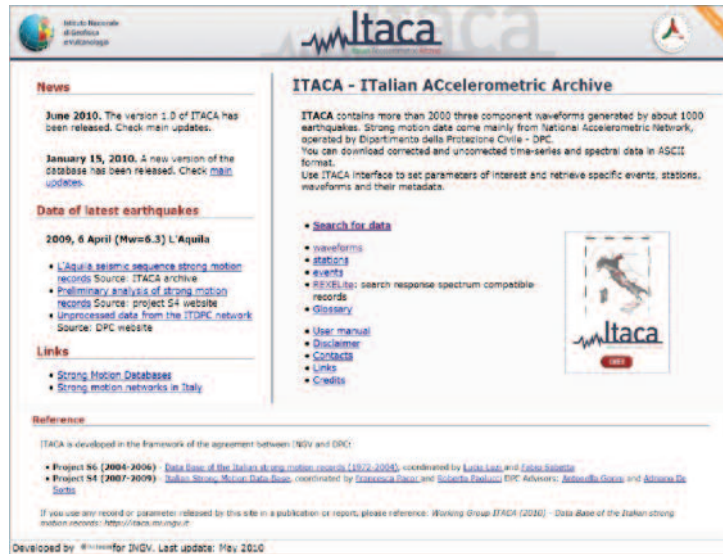 Istituto Nazionale
di Geofisica
e Vulcanologia
Itaca
News
June 2010. The version 1.0 of ITACA has
been released. Check main updates.
January 15, 2010. A new version of the
database has been released. Check main
updates.
Data of latest earthquakes
2009, 6 April (Mw=6.3) L'Aquila
L'Aquila seismic sequence strong motion
records Source: ITACA archive
Preliminary analysis of strong motion
records Source: project S4 website
Unprocessed data from the ITDPC network
Source: DPC website
Links
Strong Motion Databases
Strong motion networks in Italy
ITACA - ITalian ACcelerometric Archive
ITACA contains more than 2000 three component waveforms generated by about 1000
earthquakes. Strong motion data come mainly from National Accelerometric Network,
operated by Dipartimento della Protezione Civile - DPC.
You can download corrected and uncorrected time-series and spectral data in ASCII
format.
Use ITACA interface to set parameters of interest and retrieve specific events, stations,
waveforms and their metadata.
Search for data
waveforms
stations
events
REXELite: search response spectrum compatible
records
Glossary
User manual
Disclaimer
Contacts
Links
Credits
Itaca
Reference
ITACA is developed in the framework of the agreement between INGV and DPC:
Project S6 (2004-2006) - Data Base of the Italian strong motion records (1972-2004), coordinated by Lucia Luzi and Fabio Sabetta
Project S4 (2007-2009) - Italian Strong Motion Data Base, coordinated by Francesca Pacor and Roberto Paolucci DPC Advisors: Antonella Gorini and Adriano De
Sortis
If you use any record or parameter released by this site in a publication or report, please reference: Working Group ITACA (2010) - Data Base of the Italian strong
motion records: http://itaca.mi.ingv.it
Developed by for INGV. Last update: May 2010